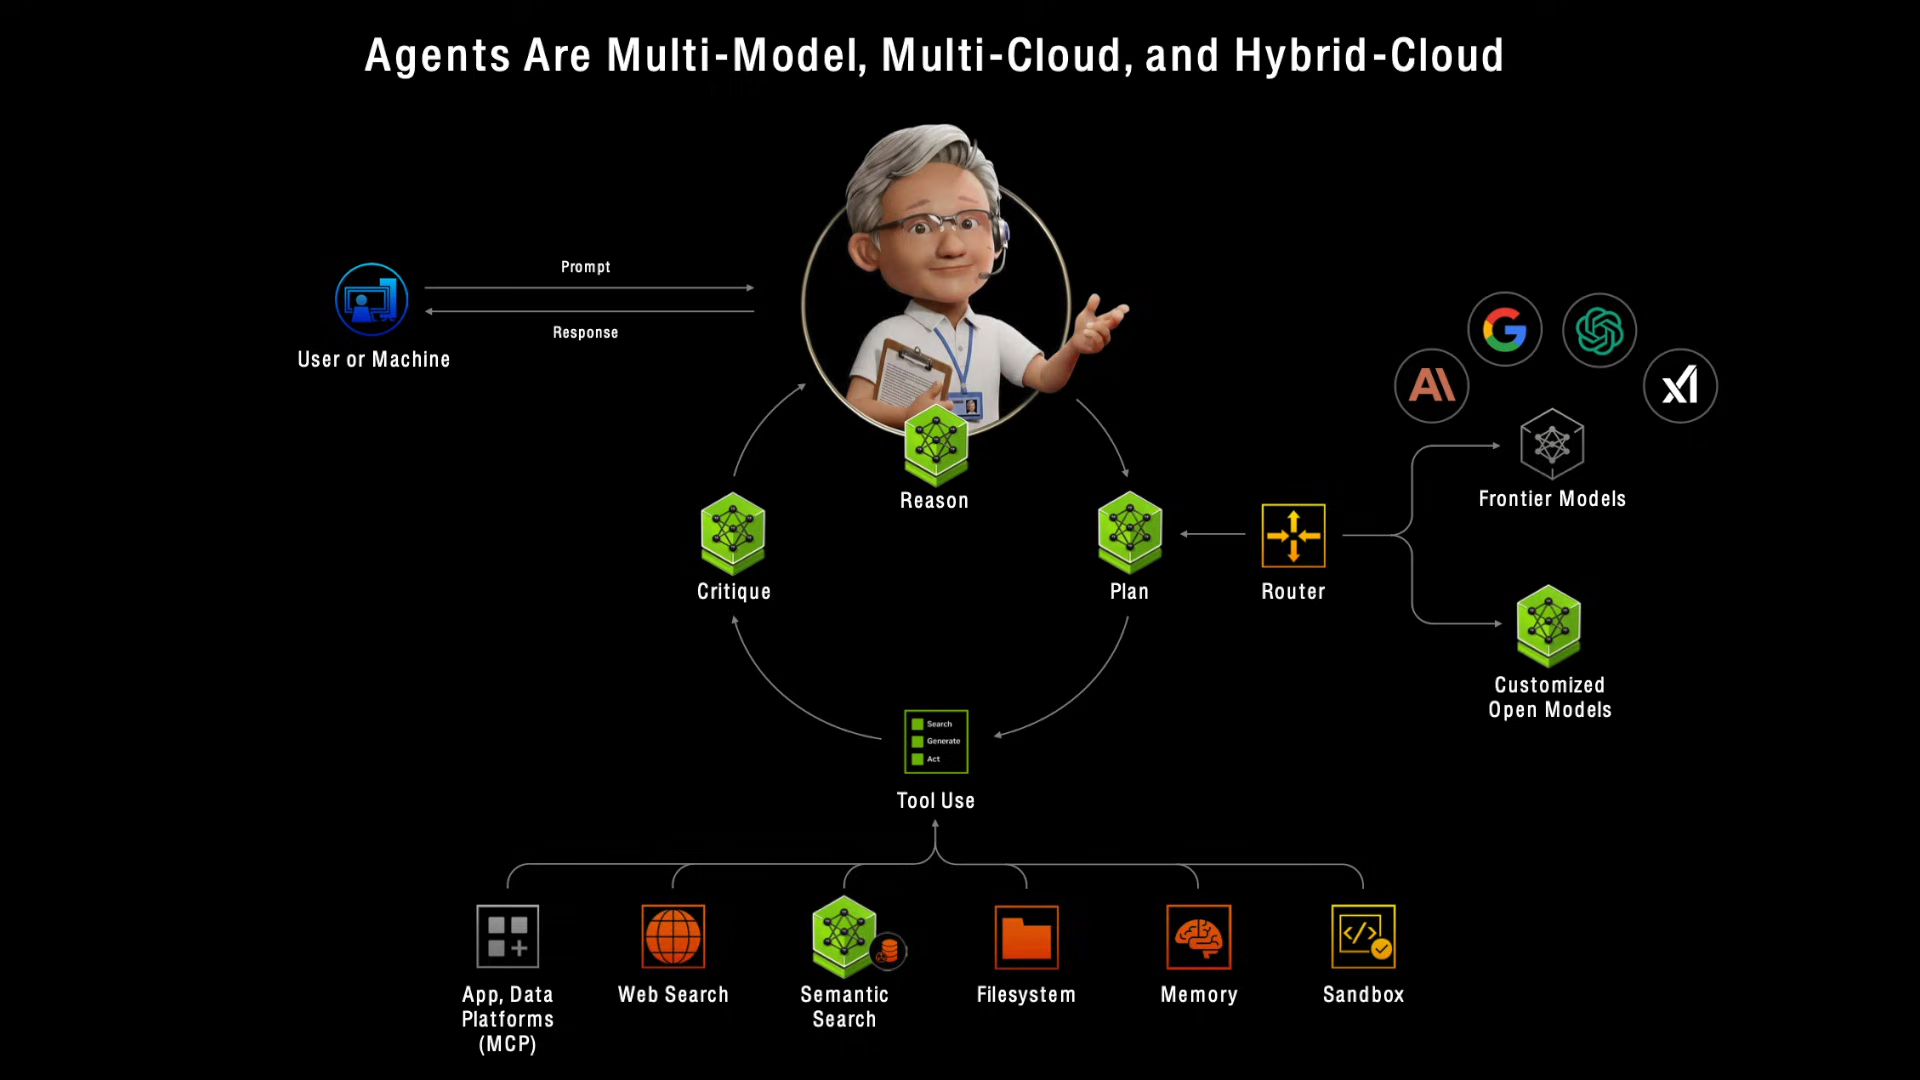 Agents Are Multi-Model, Multi-Cloud, and Hybrid-Cloud
Prompt
Response
User or Machine
Reason
Critique
Plan
Router
AI
G
xI
Frontier Models
Customized
Open Models
Search
Generate
Act
Tool Use
App, Data
Platforms
(MCP)
Web Search
Semantic
Search
Filesystem
Memory
Sandbox